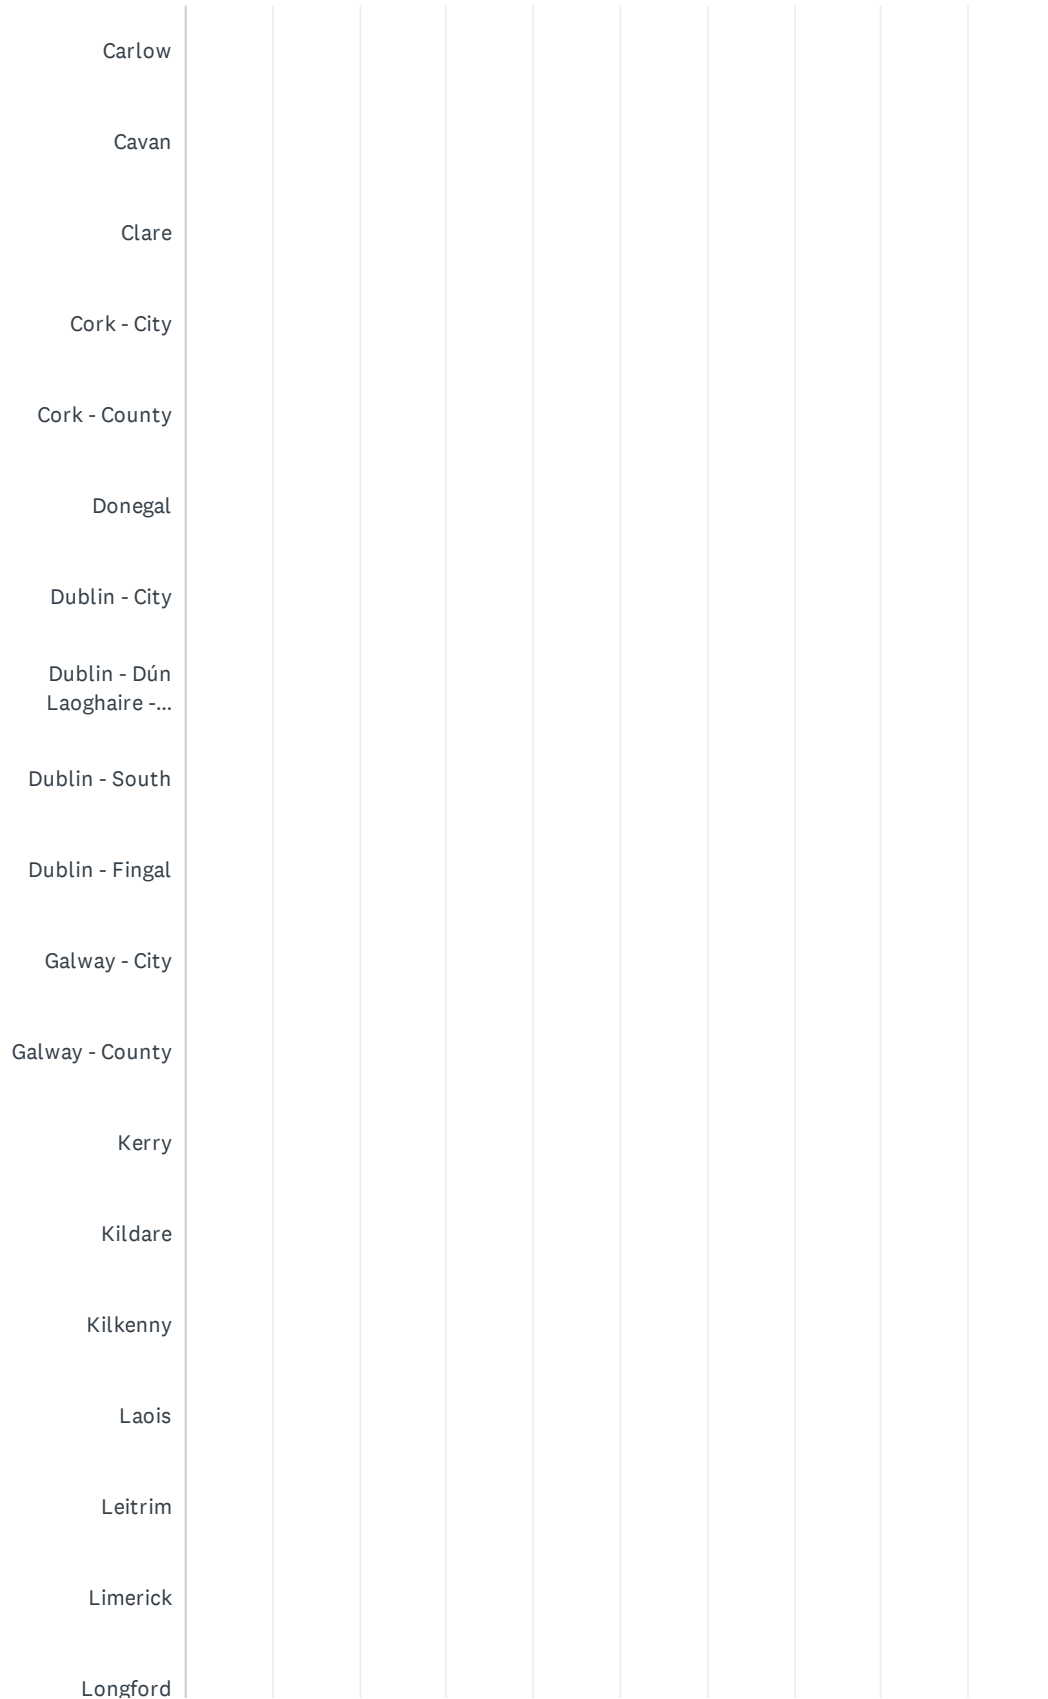 Carlow
Cavan
Clare
Cork - City
Cork - County
Donegal
Dublin - City
Dublin - Dún
Laoghaire -...
Dublin - South
Dublin - Fingal
Galway - City
Galway - County
Kerry
Kildare
Kilkenny
Laois
Leitrim
Limerick
Longford